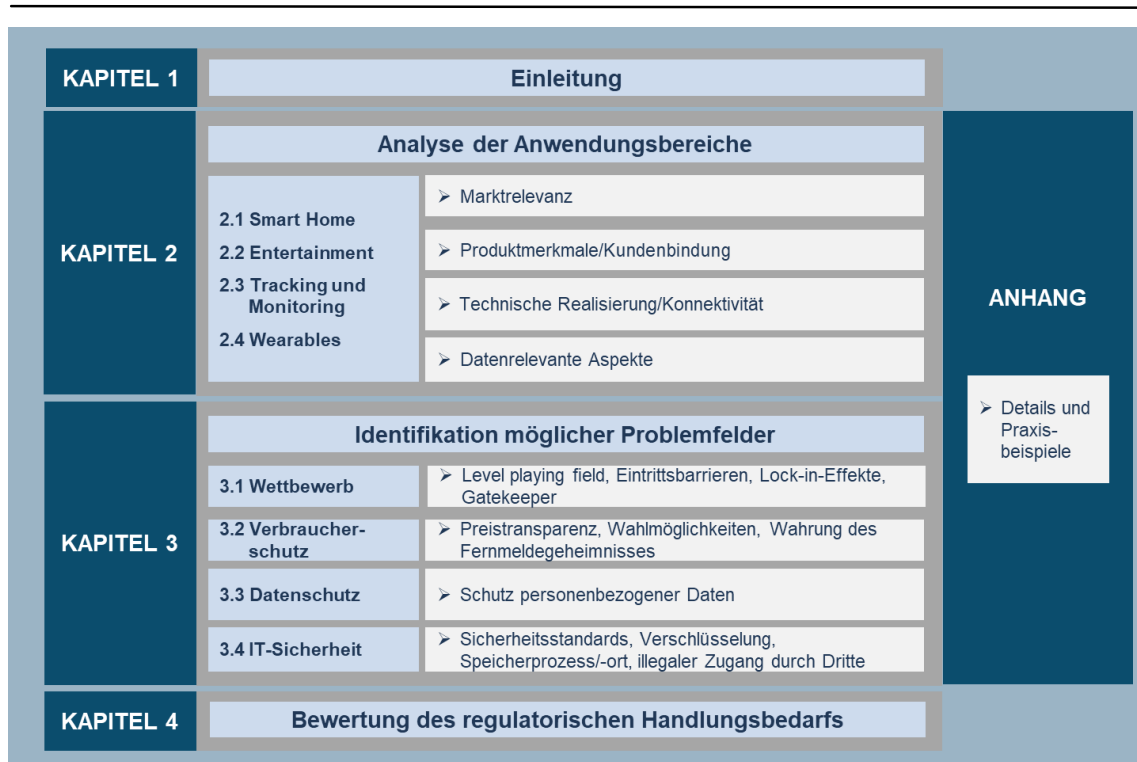 KAPITEL 1
Einleitung
KAPITEL 2
Analyse der Anwendungsbereiche
2.1 Smart Home
2.2 Entertainment
2.3 Tracking und
Monitoring
2.4 Wearables
➢ Marktrelevanz
➢ Produktmerkmale/Kundenbindung
➢ Technische Realisierung/Konnektivität
➢ Datenrelevante Aspekte
KAPITEL 3
Identifikation möglicher Problemfelder
3.1 Wettbewerb
➢ Level playing field, Eintrittsbarrieren, Lock-in-Effekte,
Gatekeeper
3.2 Verbraucher-
schutz
➢ Preistransparenz, Wahlmöglichkeiten, Wahrung des
Fernmeldegeheimnisses
3.3 Datenschutz
➢ Schutz personenbezogener Daten
3.4 IT-Sicherheit
➢ Sicherheitsstandards, Verschlüsselung,
Speicherprozess/-ort, illegaler Zugang durch Dritte
KAPITEL 4
Bewertung des regulatorischen Handlungsbedarfs
ANHANG
➢ Details und
Praxis-
beispiele